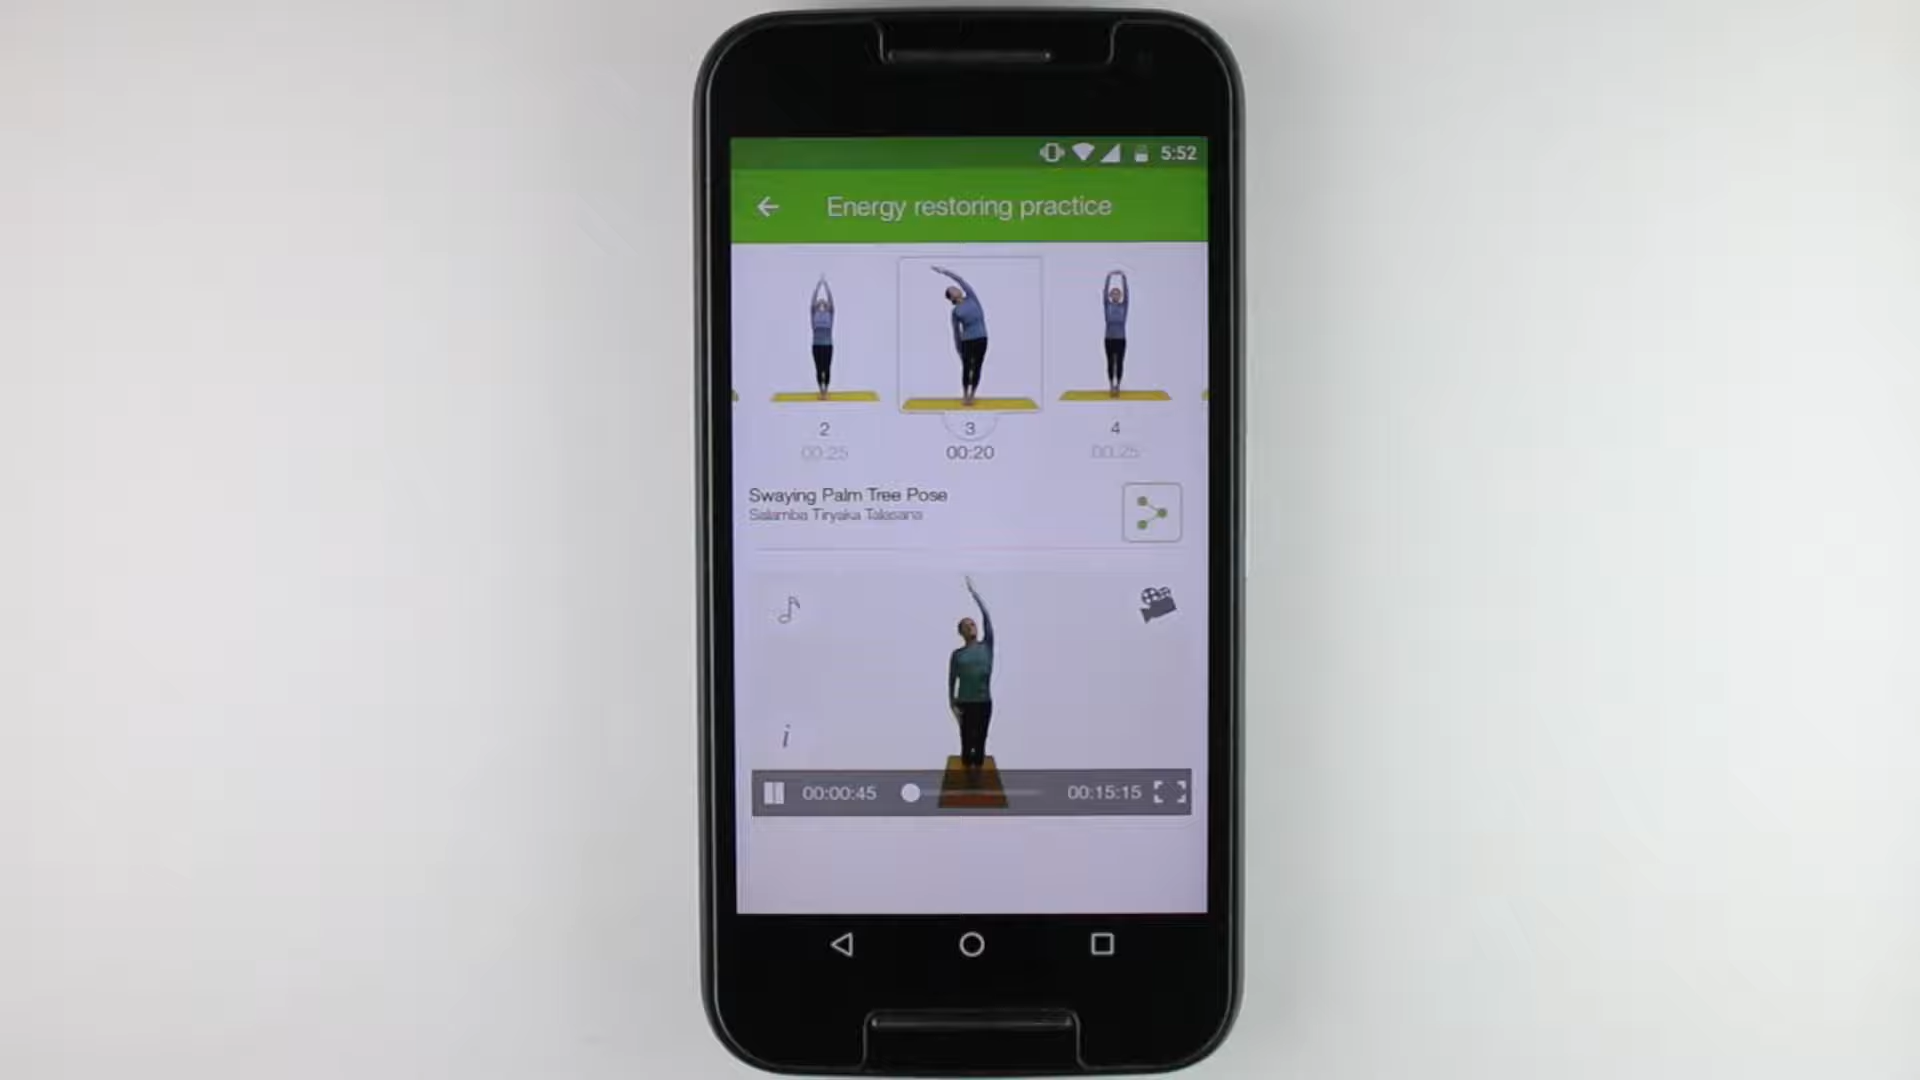 5:52
Energy restoring practice
2 3 4
00:25 00:20 00:25
Swaying Palm Tree Pose
Salamba Tiryaka Talasana
i
00:00:45 00:15:15